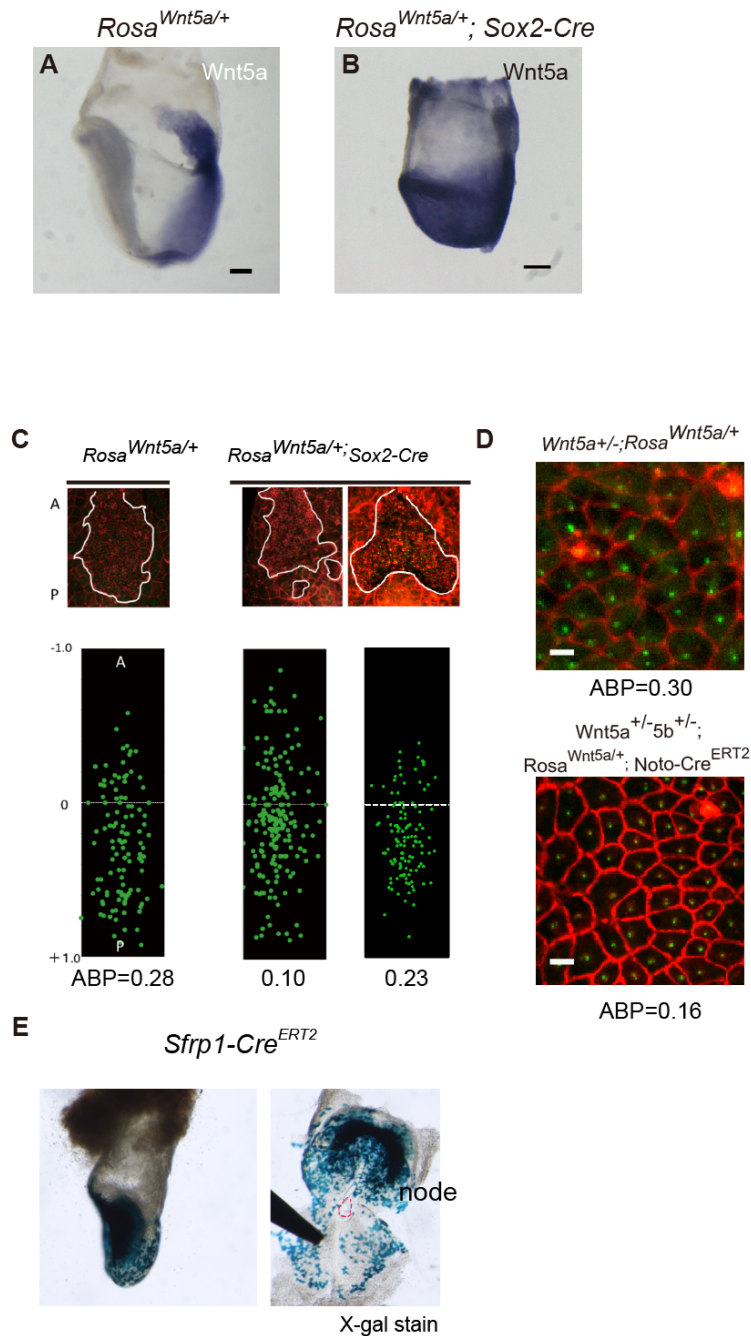 Rosa^Wnt5a/+
Rosa^Wnt5a/+; Sox2-Cre
A
Wnt5a
B
Wnt5a
C
Rosa^Wnt5a/+
Rosa^Wnt5a/+; Sox2-Cre
A
P
-1.0
A
0
P
+1.0
ABP=0.28
0.10
0.23
D
Wnt5a+/-;Rosa^Wnt5a/+
ABP=0.30
Wnt5a^+/-5b^+/-;
Rosa^Wnt5a/+; Noto-Cre^ERT2
ABP=0.16
E
Sfrp1-Cre^ERT2
node
X-gal stain